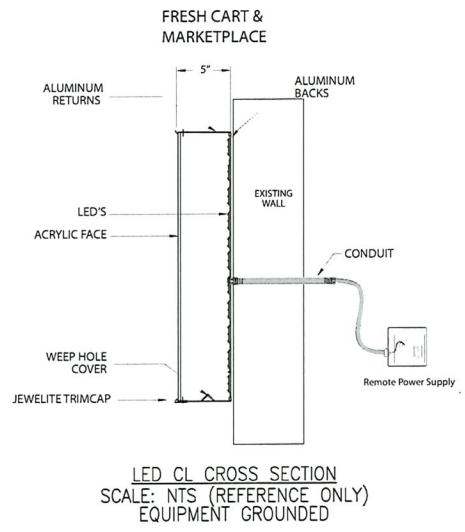 FRESH CART &
MARKETPLACE
5"
ALUMINUM
RETURNS
ALUMINUM
BACKS
EXISTING
WALL
LED'S
ACRYLIC FACE
CONDUIT
WEEP HOLE
COVER
Remote Power Supply
JEWELITE TRIMCAP
LED CL CROSS SECTION
SCALE: NTS (REFERENCE ONLY)
EQUIPMENT GROUNDED